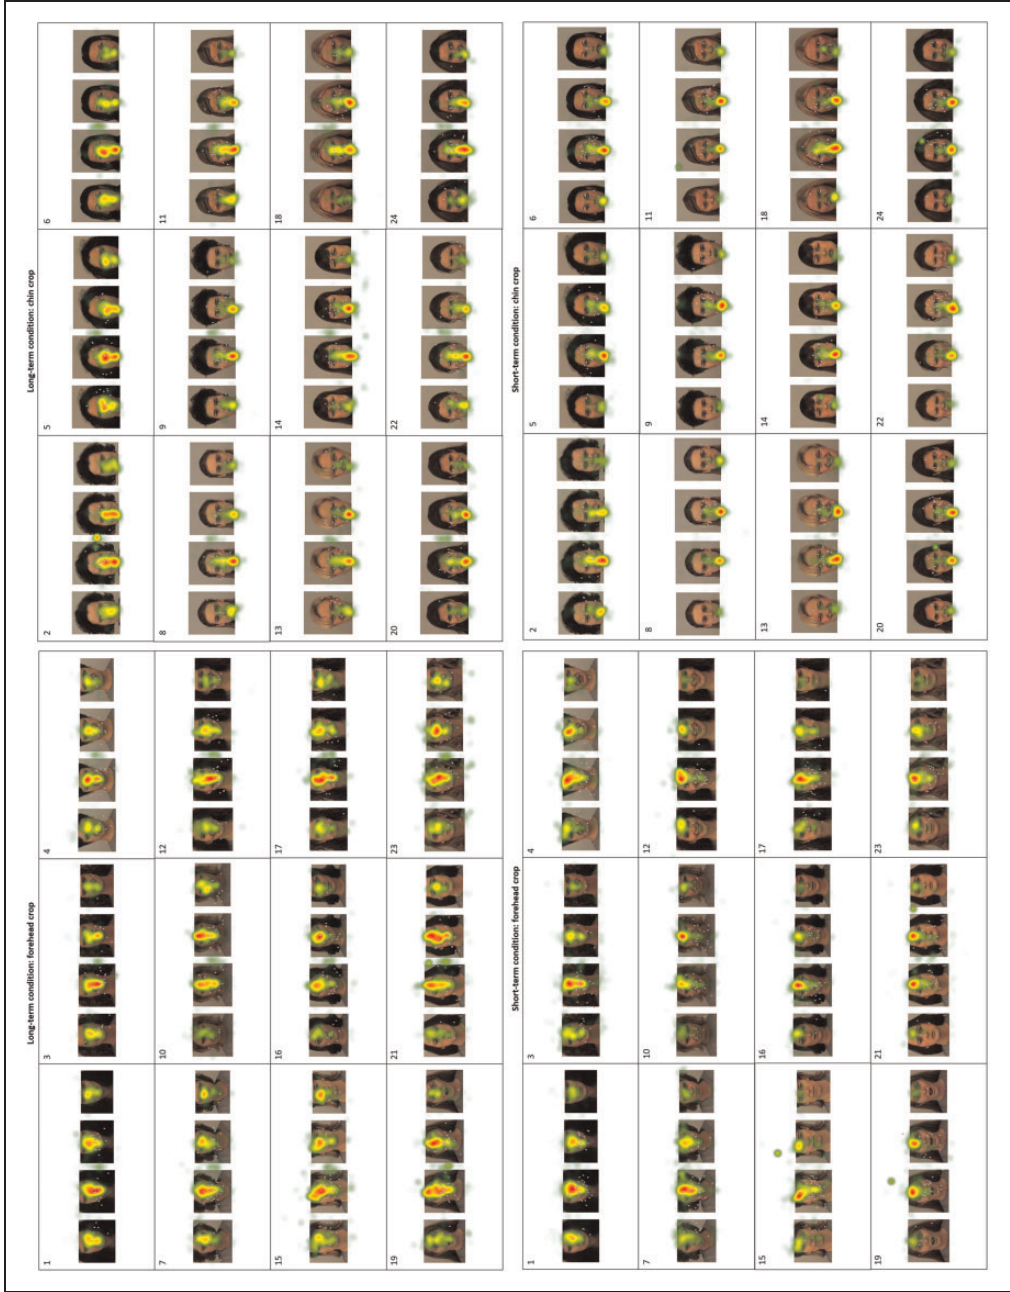 Long-term condition: forehead crop
1 3 4
7 10 12
15 16 17
19 21 23
Long-term condition: chin crop
2 5 6
8 9 11
13 14 18
20 22 24
Short-term condition: forehead crop
1 3 4
7 10 12
15 16 17
19 21 23
Short-term condition: chin crop
2 5 6
8 9 11
13 14 18
20 22 24